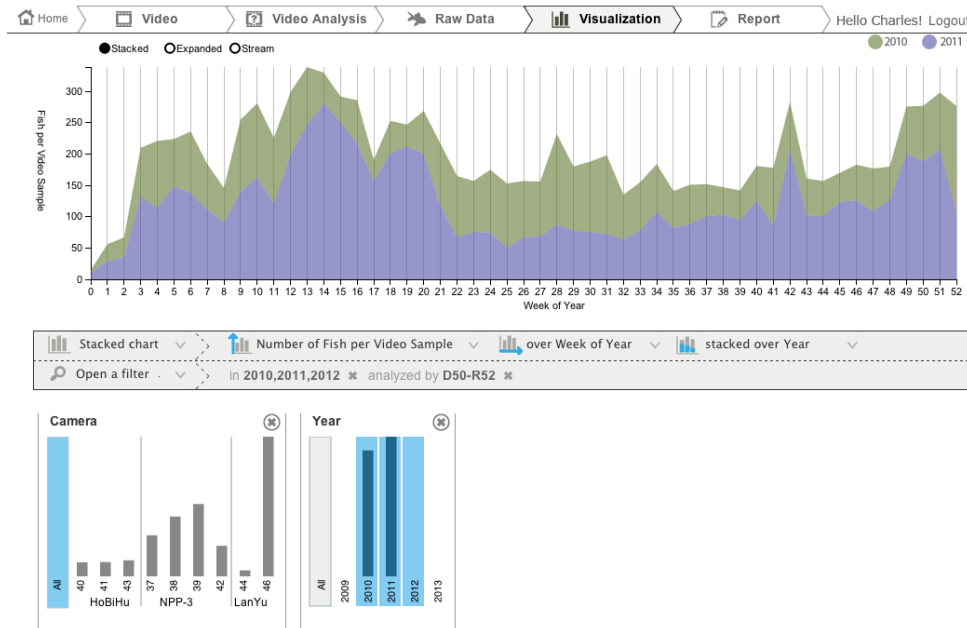 Home Video Video Analysis Raw Data Visualization Report Hello Charles! Logout
Stacked Expanded Stream 2010 2011
Fish per Video Sample
300
250
200
150
100
50
0
0 1 2 3 4 5 6 7 8 9 10 11 12 13 14 15 16 17 18 19 20 21 22 23 24 25 26 27 28 29 30 31 32 33 34 35 36 37 38 39 40 41 42 43 44 45 46 47 48 49 50 51 52
Week of Year
Stacked chart Number of Fish per Video Sample over Week of Year stacked over Year
Open a filter . in 2010,2011,2012 analyzed by D50-R52
Camera
All 40 41 43 37 38 39 42 44 46
HoBiHu NPP-3 LanYu
Year
All 2009 2010 2011 2012 2013